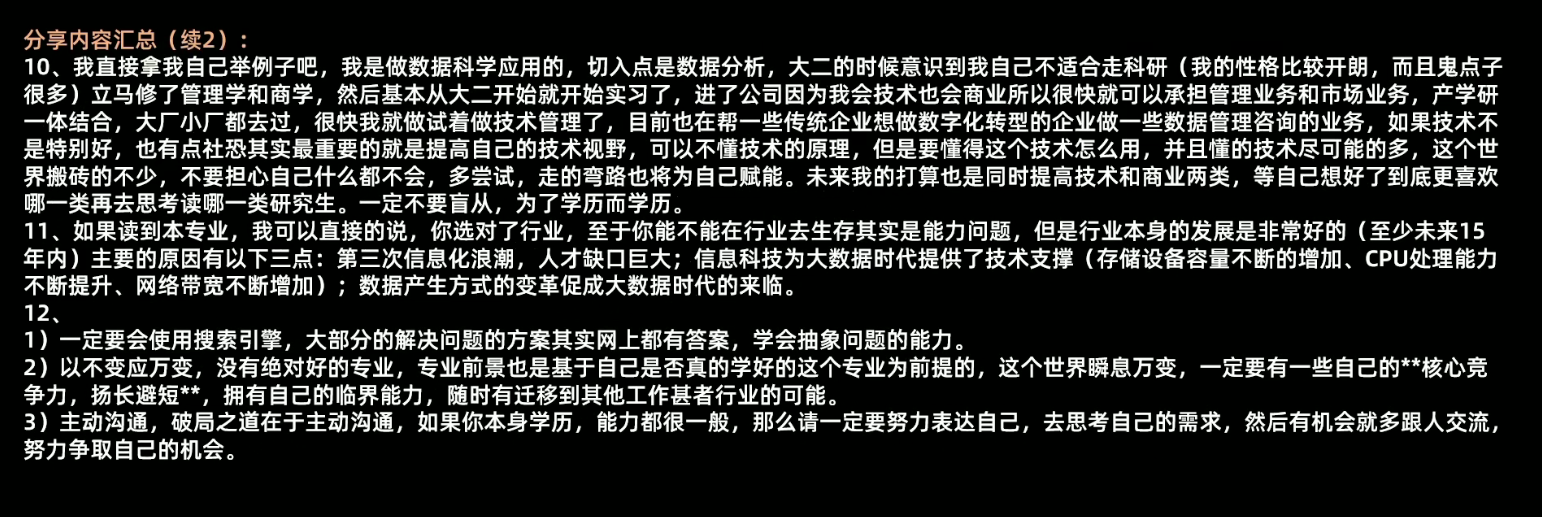 分享内容汇总（续2）：
10、我直接拿我自己举例子吧，我是做数据科学应用的，切入点是数据分析，大二的时候意识到我自己不适合走科研（我的性格比较开朗，而且鬼点子
很多）立马修了管理学和商学，然后基本从大二开始就开始实习了，进了公司因为我会技术也会商业所以很快就可以承担管理业务和市场业务，产学研
一体结合，大厂小厂都去过，很快我就做试着做技术管理了，目前也在帮一些传统企业想做数字化转型的企业做一些数据管理咨询的业务，如果技术不
是特别好，也有点社恐其实最重要的就是提高自己的技术视野，可以不懂技术的原理，但是要懂得这个技术怎么用，并且懂的技术尽可能的多，这个世
界搬砖的不少，不要担心自己什么都不会，多尝试，走的弯路也将为自己赋能。未来我的打算也是同时提高技术和商业两类，等自己想好了到底更喜欢
哪一类再去思考读哪一类研究生。一定不要盲从，为了学历而学历。
11、如果读到本专业，我可以直接的说，你选对了行业，至于你能不能在行业去生存其实是能力问题，但是行业本身的发展是非常好的（至少未来15
年内）主要的原因有以下三点：第三次信息化浪潮，人才缺口巨大；信息科技为大数据时代提供了技术支撑（存储设备容量不断的增加、CPU处理能力
不断提升、网络带宽不断增加）；数据产生方式的变革促成大数据时代的来临。
12、
1）一定要会使用搜索引擎，大部分的解决问题的方案其实网上都有答案，学会抽象问题的能力。
2）以不变应万变，没有绝对好的专业，专业前景也是基于自己是否真的学好的这个专业为前提的，这个世界瞬息万变，一定要有一些自己的**核心竞
争力，扬长避短**，拥有自己的临界能力，随时有迁移到其他工作甚者行业的可能。
3）主动沟通，破局之道在于主动沟通，如果你本身学历，能力都很一般，那么请一定要努力表达自己，去思考自己的需求，然后有机会就多跟人交流，
努力争取自己的机会。